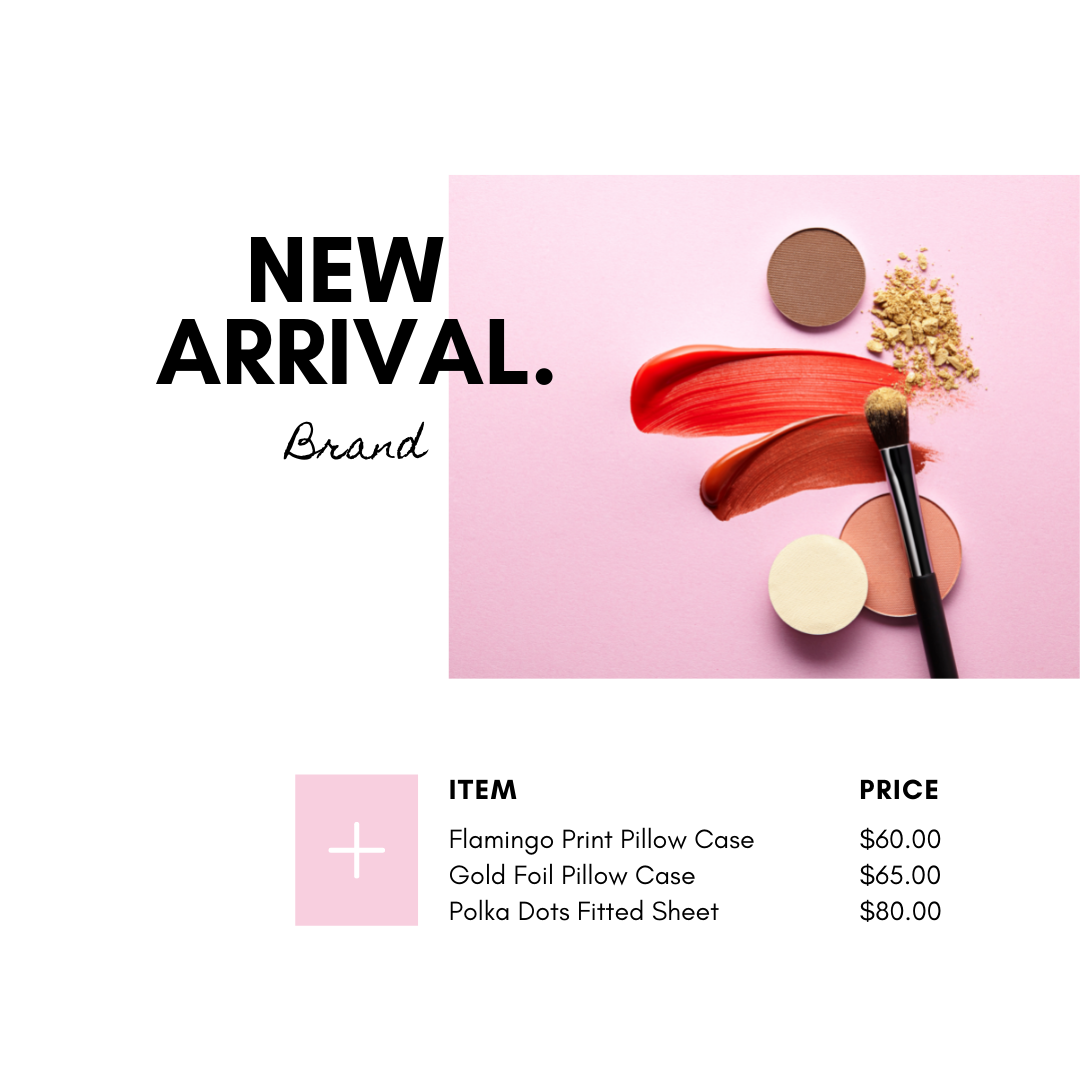 NEW
ARRIVAL.
Brand
ITEM PRICE
Flamingo Print Pillow Case $60.00
Gold Foil Pillow Case $65.00
Polka Dots Fitted Sheet $80.00